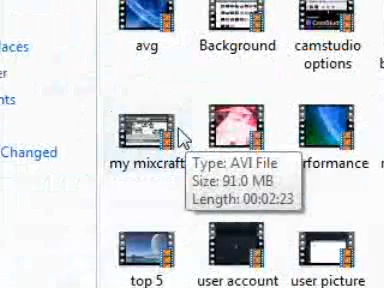 aces
avg
Background
camstudio
options
er
nts
Changed
my mixcraft
rformance
Type: AVI File
Size: 91.0 MB
Length: 00:02:23
top 5
user account
user picture